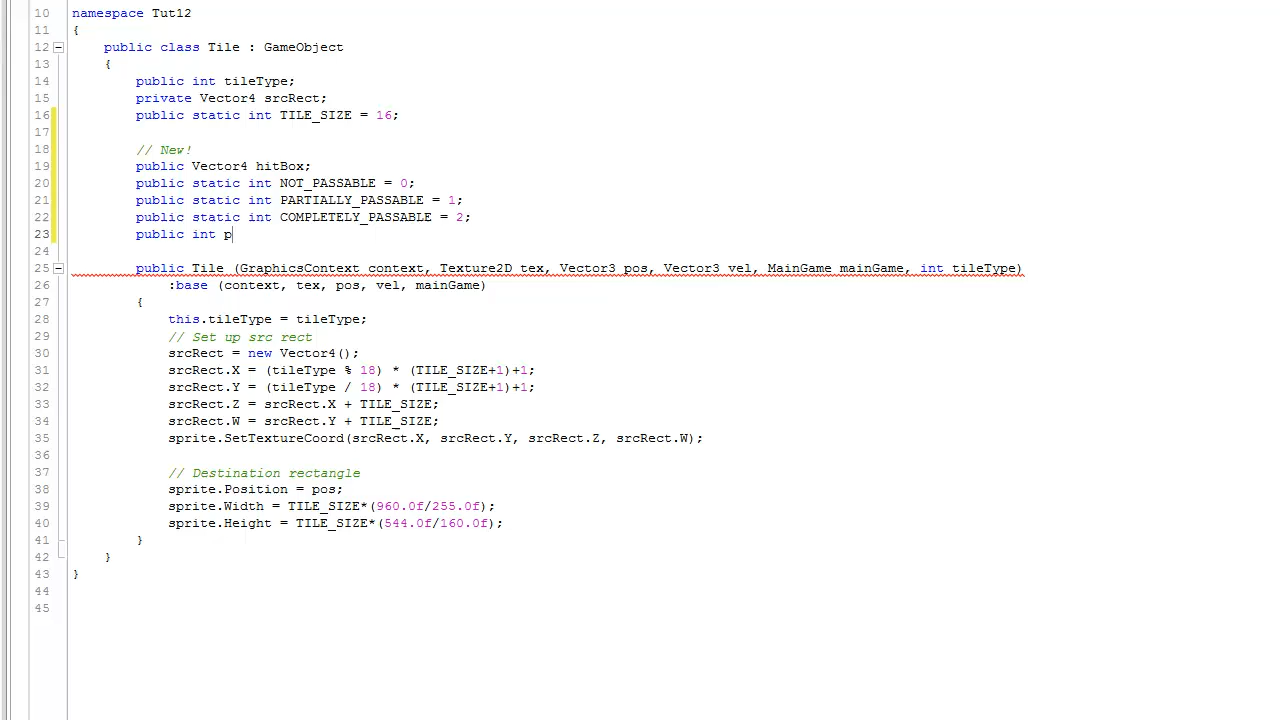 10 namespace Tut12
11 {
12 public class Tile : GameObject
13 {
14 public int tileType;
15 private Vector4 srcRect;
16 public static int TILE_SIZE = 16;
17
18 // New!
19 public Vector4 hitBox;
20 public static int NOT_PASSABLE = 0;
21 public static int PARTIALLY_PASSABLE = 1;
22 public static int COMPLETELY_PASSABLE = 2;
23 public int p
24
25 public Tile (GraphicsContext context, Texture2D tex, Vector3 pos, Vector3 vel, MainGame mainGame, int tileType)
26 :base (context, tex, pos, vel, mainGame)
27 {
28 this.tileType = tileType;
29 // Set up src rect
30 srcRect = new Vector4();
31 srcRect.X = (tileType % 18) * (TILE_SIZE+1)+1;
32 srcRect.Y = (tileType / 18) * (TILE_SIZE+1)+1;
33 srcRect.Z = srcRect.X + TILE_SIZE;
34 srcRect.W = srcRect.Y + TILE_SIZE;
35 sprite.SetTextureCoord(srcRect.X, srcRect.Y, srcRect.Z, srcRect.W);
36
37 // Destination rectangle
38 sprite.Position = pos;
39 sprite.Width = TILE_SIZE*(960.0f/255.0f);
40 sprite.Height = TILE_SIZE*(544.0f/160.0f);
41 }
42 }
43 }
44
45